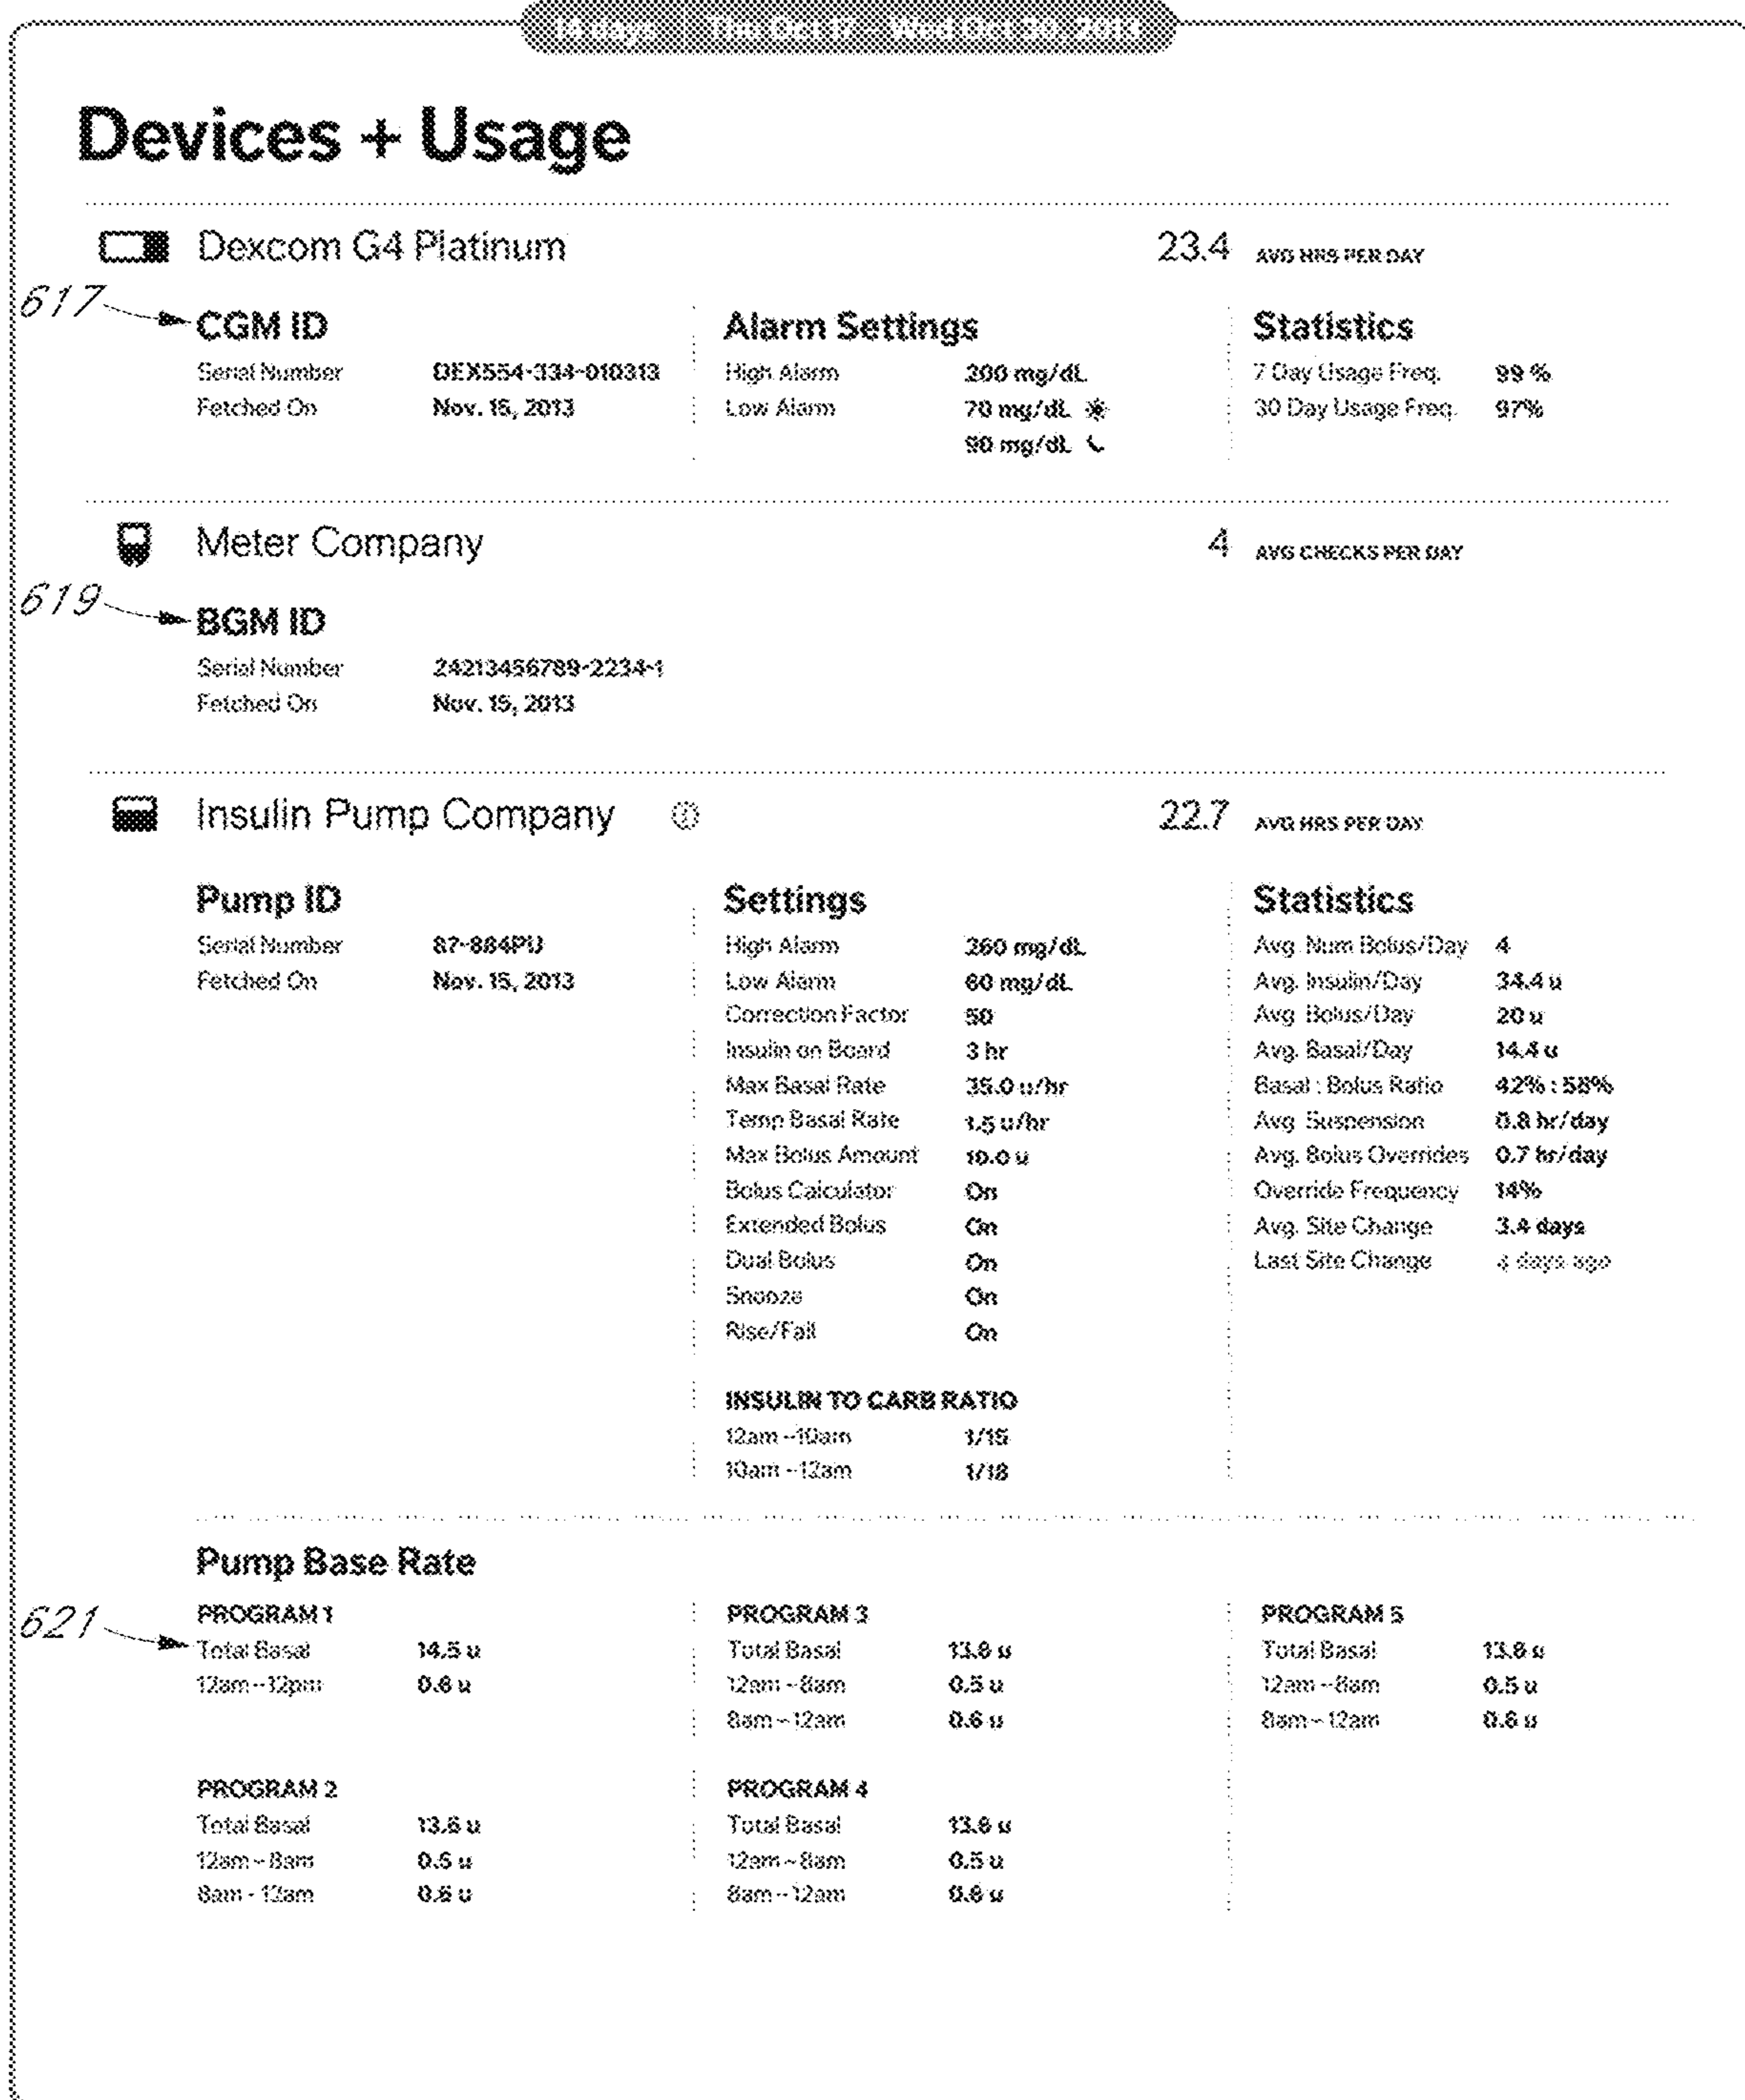 14 days | Thu Oct 17 - Wed Oct 30, 2013
Devices + Usage
Dexcom G4 Platinum 23.4 AVG HRS PER DAY
617
CGM ID Alarm Settings Statistics
Serial Number DEX554-334-010313 High Alarm 200 mg/dL 7 Day Usage Freq. 99 %
Fetched On Nov. 15, 2013 Low Alarm 70 mg/dL 30 Day Usage Freq. 97%
90 mg/dL
Meter Company 4 AVG CHECKS PER DAY
619
BGM ID
Serial Number 24213456789-2234-1
Fetched On Nov. 15, 2013
Insulin Pump Company 22.7 AVG HRS PER DAY
Pump ID Settings Statistics
Serial Number 87-884PU High Alarm 260 mg/dL Avg. Num Bolus/Day 4
Fetched On Nov. 15, 2013 Low Alarm 60 mg/dL Avg. Insulin/Day 34.4 u
Correction Factor 50 Avg. Bolus/Day 20 u
Insulin on Board 3 hr Avg. Basal/Day 14.4 u
Max Basal Rate 35.0 u/hr Basal : Bolus Ratio 42% : 58%
Temp Basal Rate 1.5 u/hr Avg. Suspension 0.8 hr/day
Max Bolus Amount 10.0 u Avg. Bolus Overrides 0.7 hr/day
Bolus Calculator On Override Frequency 14%
Extended Bolus On Avg. Site Change 3.4 days
Dual Bolus On Last Site Change days ago
Snooze On
Rise/Fall On
INSULIN TO CARB RATIO
12am - 10am 1/15
10am - 12am 1/18
Pump Base Rate
621
PROGRAM 1 PROGRAM 3 PROGRAM 5
Total Basal 14.5 u Total Basal 13.6 u Total Basal 13.6 u
12am - 12pm 0.6 u 12am - 8am 0.5 u 12am - 8am 0.5 u
8am - 12am 0.6 u 8am - 12am 0.6 u
PROGRAM 2 PROGRAM 4
Total Basal 13.6 u Total Basal 13.6 u
12am - 8am 0.5 u 12am - 8am 0.5 u
8am - 12am 0.6 u 8am - 12am 0.6 u